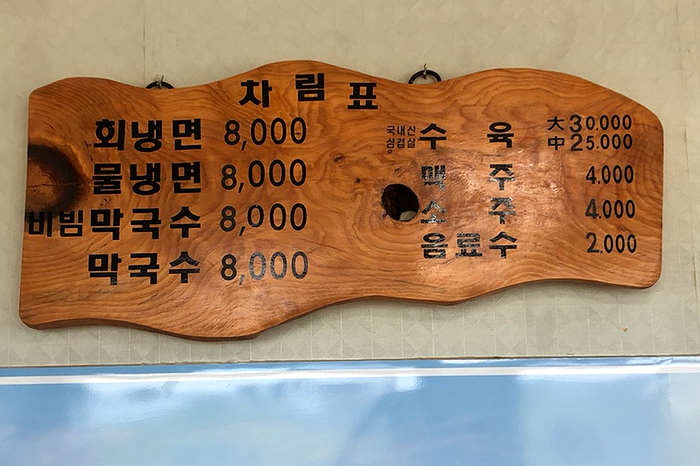 차림표
회냉면 8,000
물냉면 8,000
비빔막국수 8,000
막국수 8,000
국내산 삼겹살 수육 大 30.000
中 25.000
맥주 4.000
소주 4.000
음료수 2.000